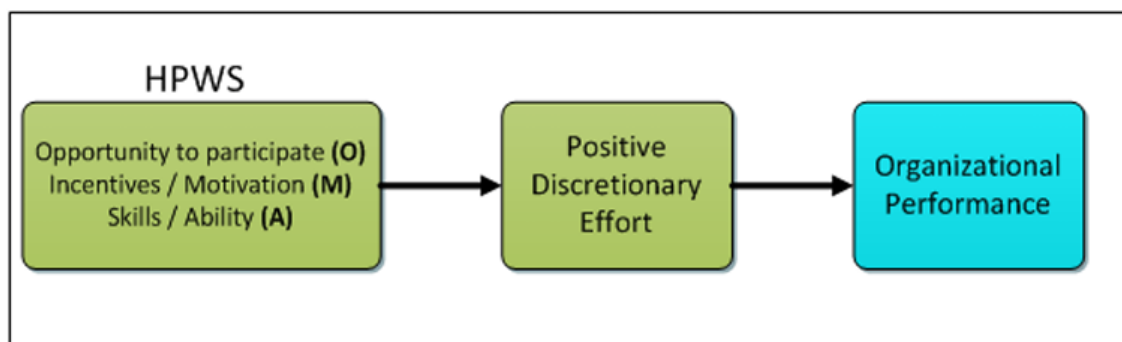 HPWS
Opportunity to participate (O)
Incentives / Motivation (M)
Skills / Ability (A)
Positive
Discretionary
Effort
Organizational
Performance